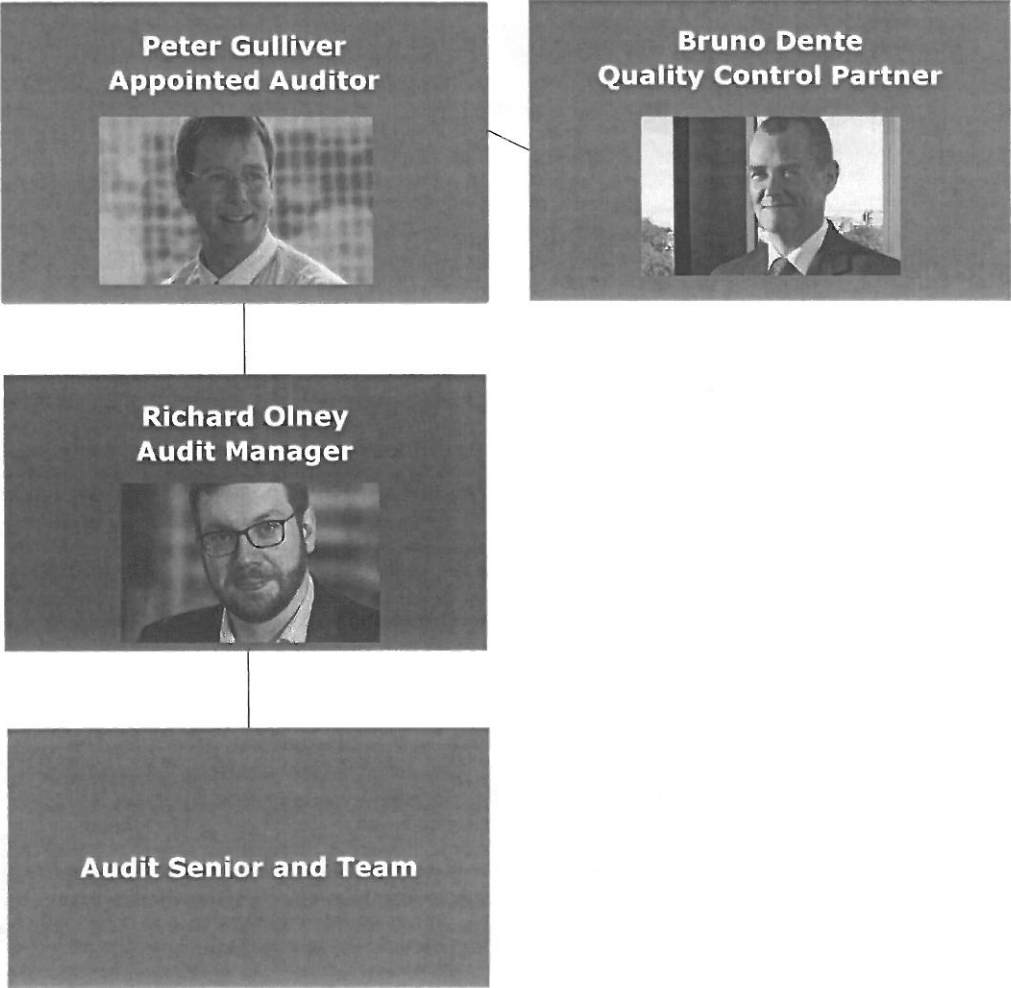 Peter Gulliver
Appointed Auditor
Bruno Dente
Quality Control Partner
Richard Olney
Audit Manager
Audit Senior and Team